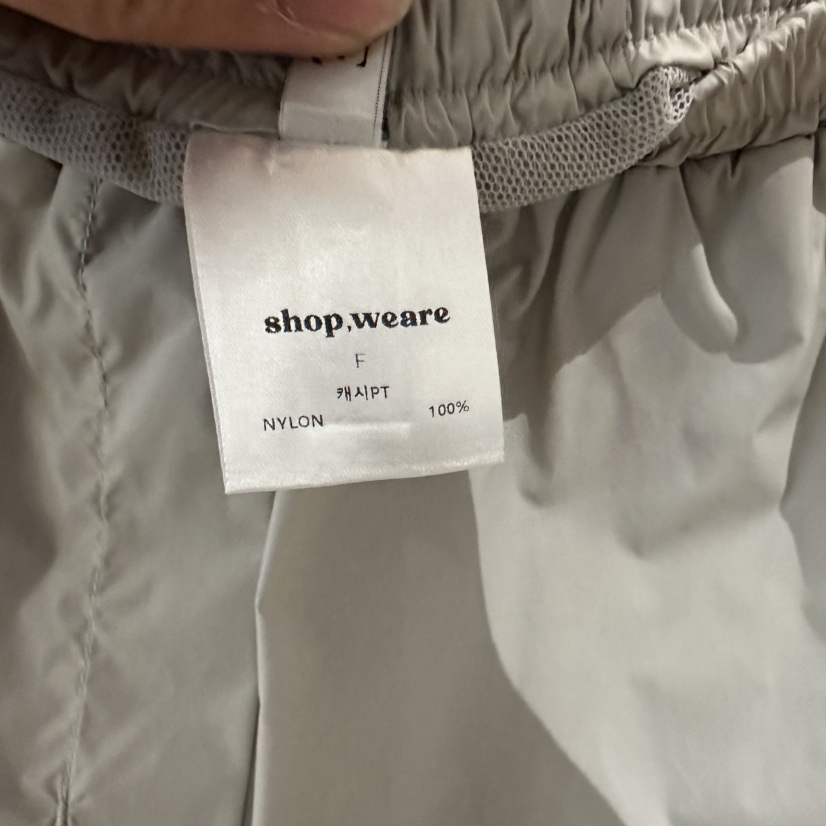 shop,weare
F
캐시PT
NYLON 100%